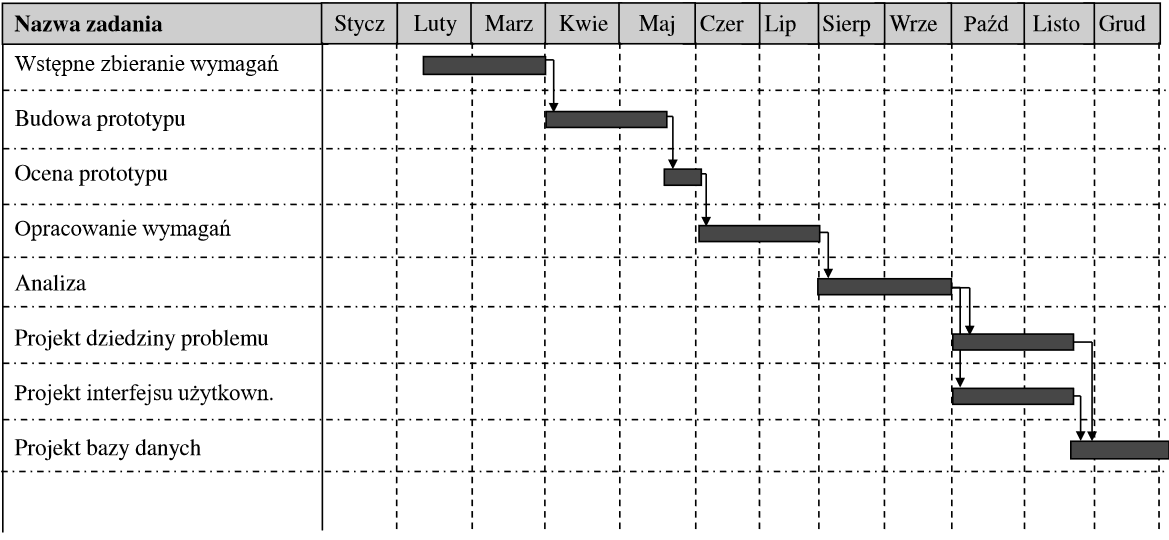 Nazwa zadania Stycz Luty Marz Kwie Maj Czer Lip Sierp Wrze Paźd Listo Grud
Wstępne zbieranie wymagań
Budowa prototypu
Ocena prototypu
Opracowanie wymagań
Analiza
Projekt dziedziny problemu
Projekt interfejsu użytkown.
Projekt bazy danych